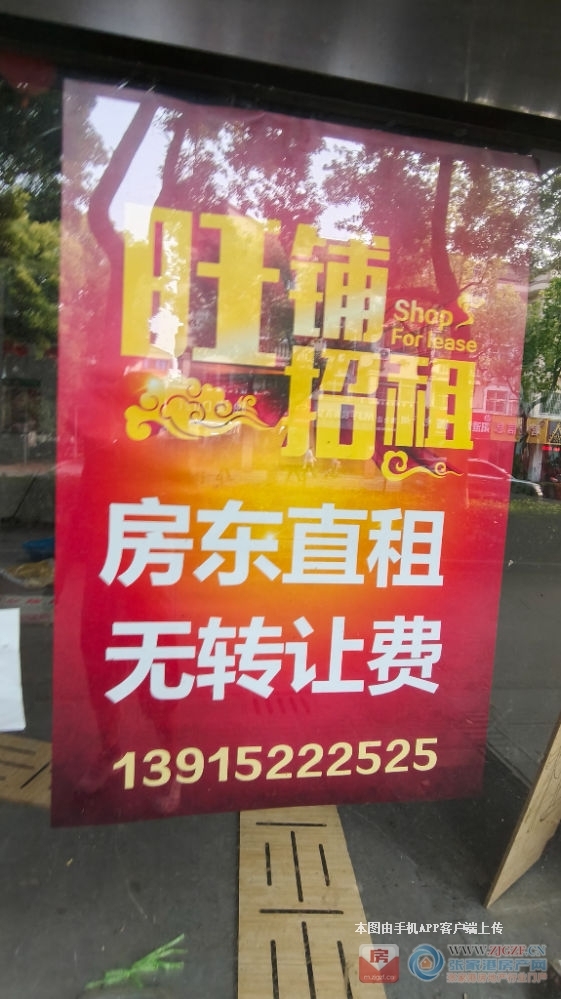 旺铺
Shop
For lease
招租
房东直租
无转让费
13915222525
本图由手机APP客户端上传
房
WWW.ZJGZF.CN
张家港房产网